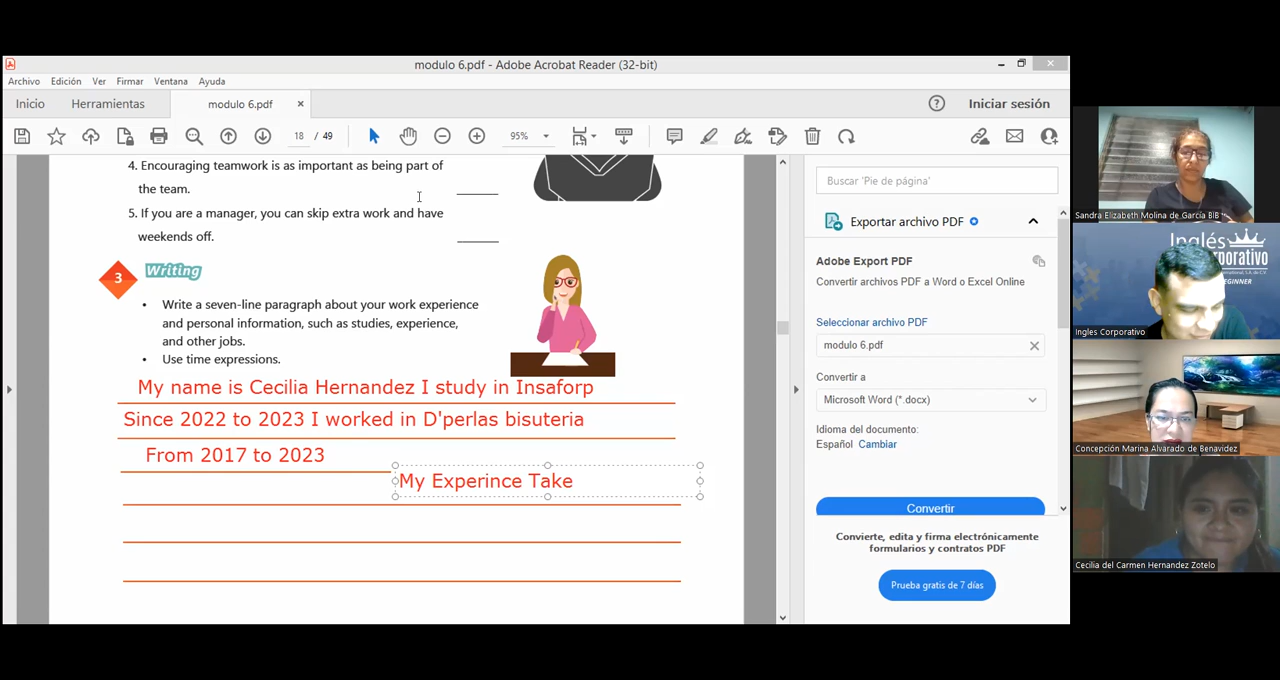 modulo 6.pdf - Adobe Acrobat Reader (32-bit)
Archivo Edición Ver Firmar Ventana Ayuda
Inicio Herramientas modulo 6.pdf × Iniciar sesión
18 / 49 95%
4. Encouraging teamwork is as important as being part of
the team.
5. If you are a manager, you can skip extra work and have
weekends off.
3 Writing
• Write a seven-line paragraph about your work experience
and personal information, such as studies, experience,
and other jobs.
• Use time expressions.
My name is Cecilia Hernandez I study in Insaforp
Since 2022 to 2023 I worked in D'perlas bisuteria
From 2017 to 2023
My Experince Take
Buscar 'Pie de página'
Exportar archivo PDF
Adobe Export PDF
Convertir archivos PDF a Word o Excel Online
Seleccionar archivo PDF
modulo 6.pdf
Convertir a
Microsoft Word (*.docx)
Idioma del documento:
Español Cambiar
Convertir
Convierte, edita y firma electrónicamente
formularios y contratos PDF
Prueba gratis de 7 días
Sandra Elizabeth Molina de García BIB
Inglés
Corporativo
Ingles Corporativo
Concepción Marina Alvarado de Benavidez
Cecilia del Carmen Hernandez Zotelo